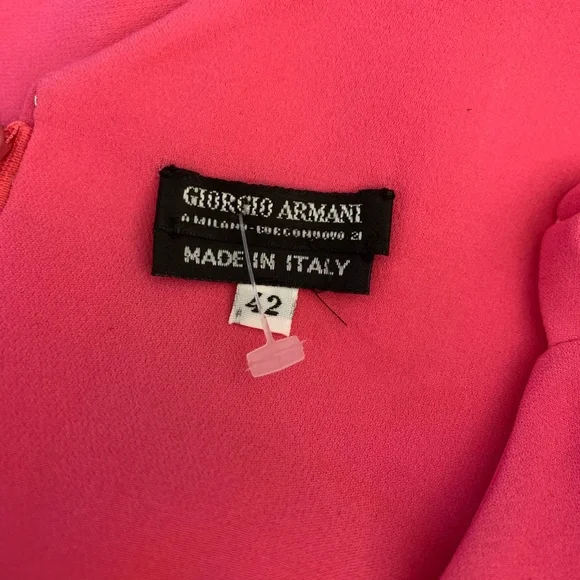 GIORGIO ARMANI
A MILANO-BORGONUOVO 21
MADE IN ITALY
42